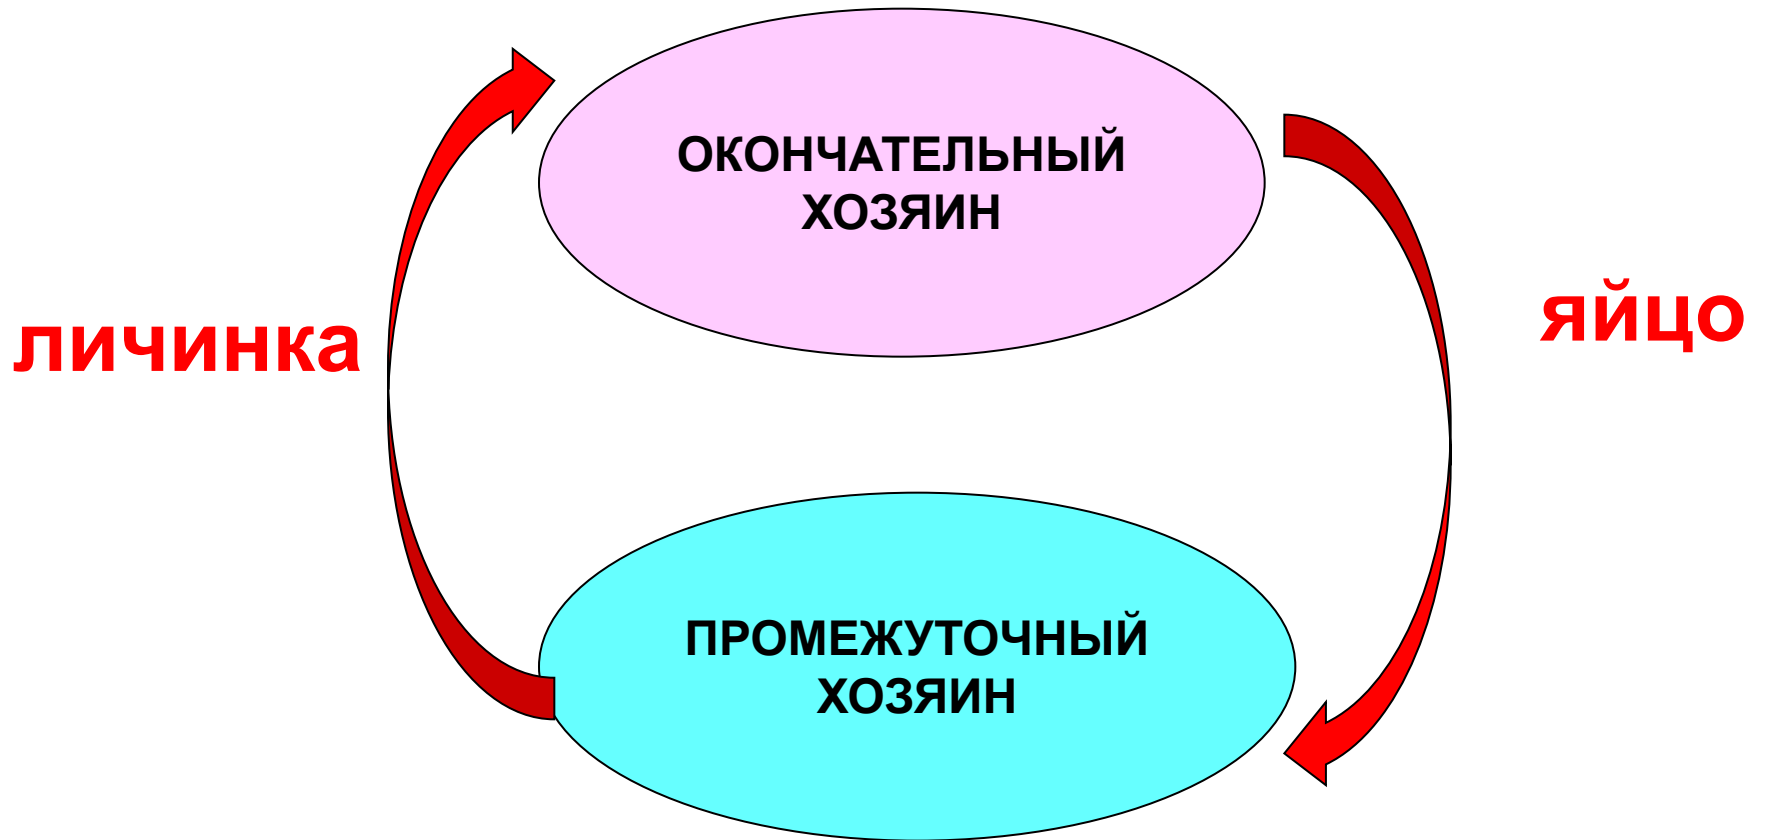 ОКОНЧАТЕЛЬНЫЙ
ХОЗЯИН
личинка
яйцо
ПРОМЕЖУТОЧНЫЙ
ХОЗЯИН